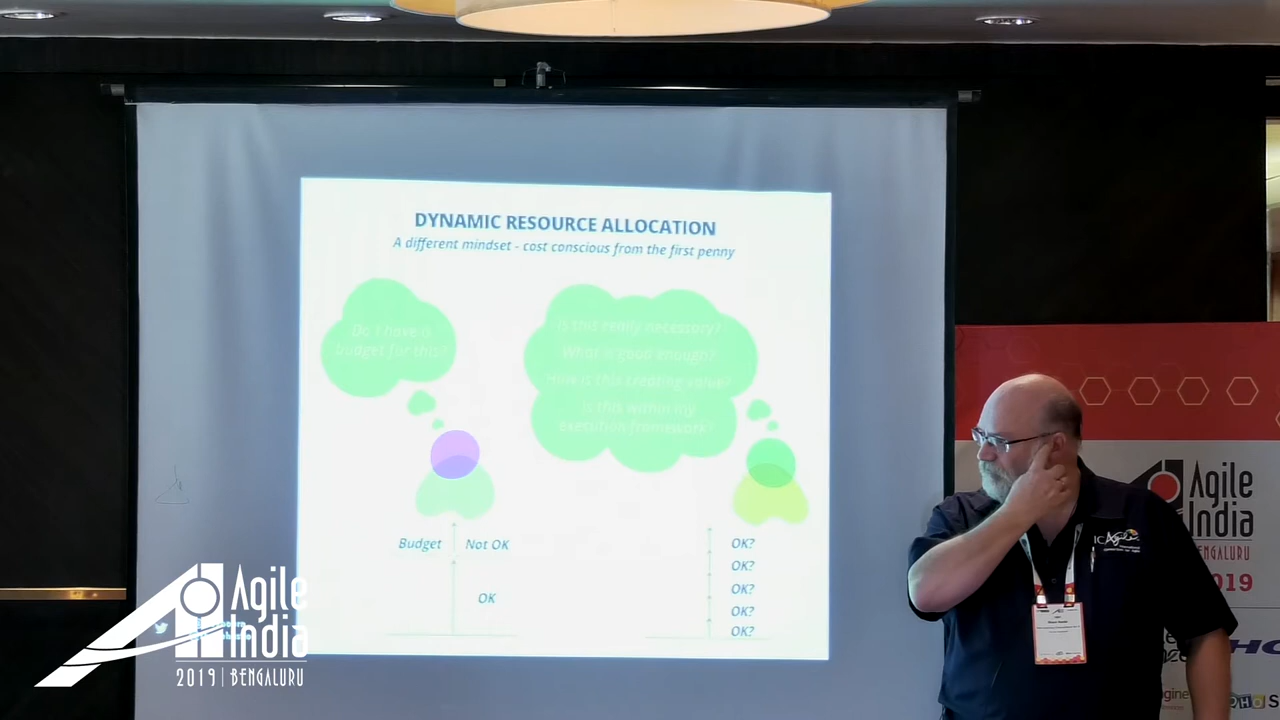 DYNAMIC RESOURCE ALLOCATION
A different mindset - cost conscious from the first penny
Do I have a
budget for this?
Is this really necessary?
What is good enough?
How is this creating value?
Is this within my
execution framework?
Budget
Not OK
OK
OK?
OK?
OK?
OK?
OK?
Agile
India
2019 | BENGALURU
ICAgile
Agile
India
BENGALURU
2019